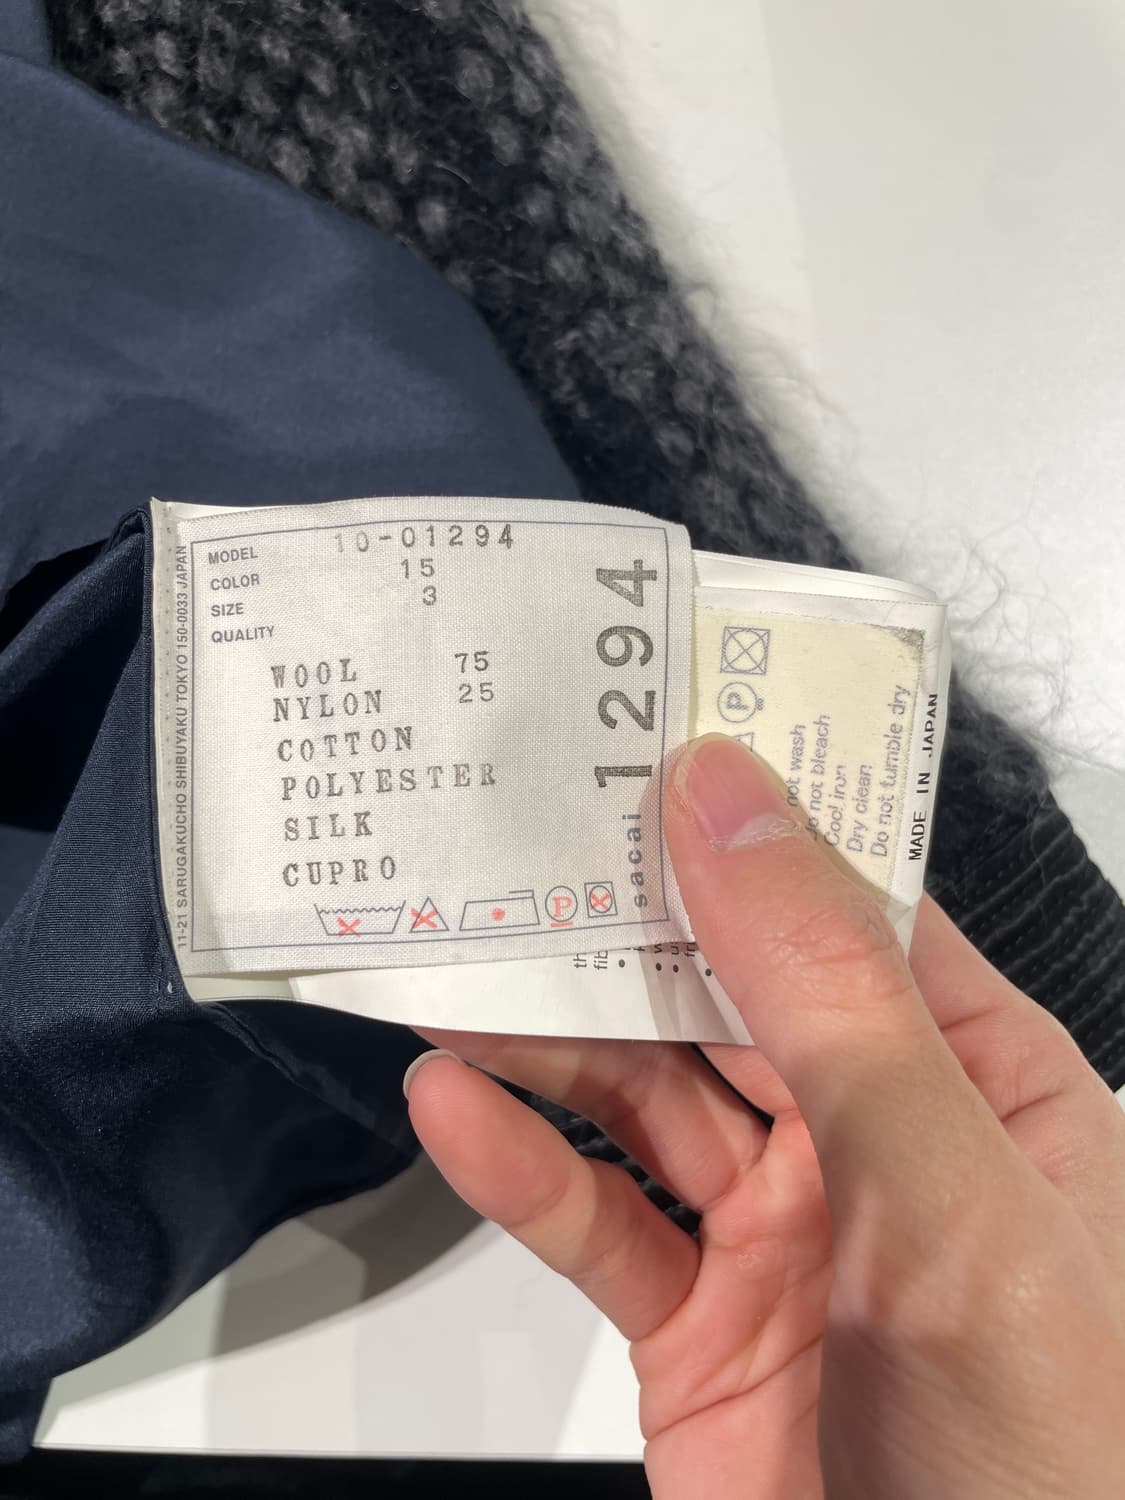 MODEL 10-01294
COLOR 15
SIZE 3
QUALITY
WOOL 75
NYLON 25
COTTON
POLYESTER
SILK
CUPRO
P
1294
sacai
11-21 SARUGAKUCHO SHIBUYAKU TOKYO 150-0033 JAPAN
P
not wash
not bleach
Cool iron
Dry clean
Do not tumble dry
MADE IN JAPAN